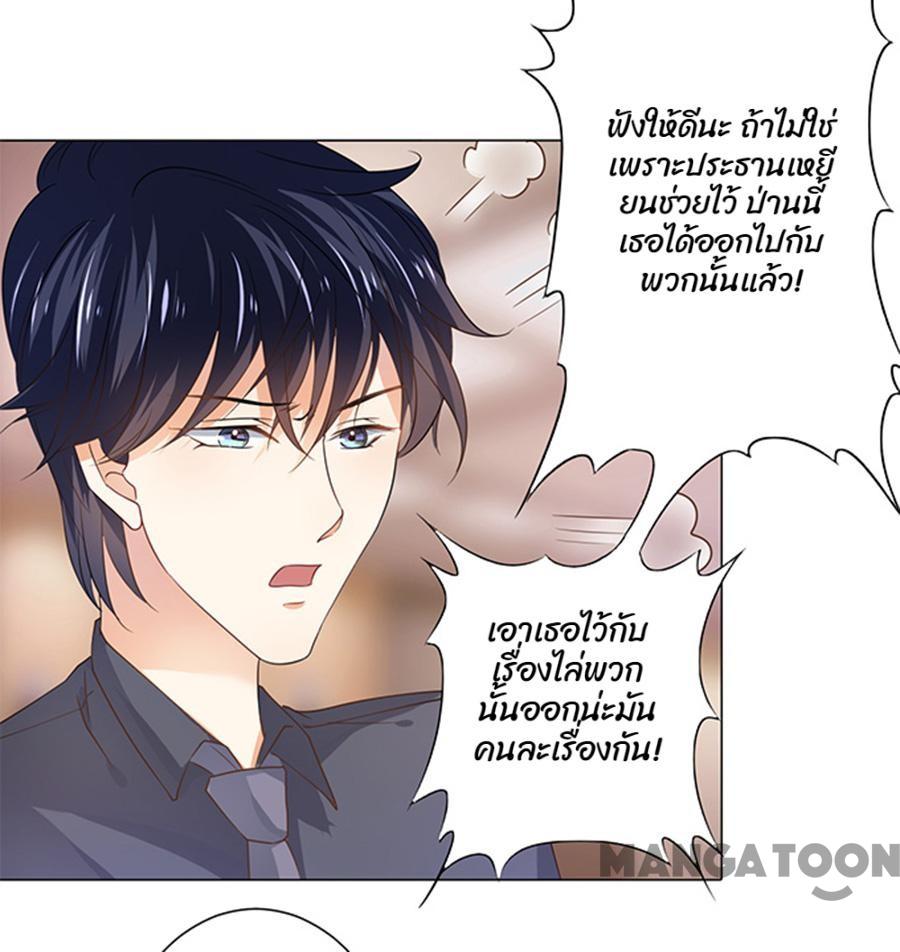 ฟังให้ดีนะ ถ้าไม่ใช่
เพราะประธานเหยี
ยนช่วยไว้ ป่านนี้
เธอได้ออกไปกับ
พวกนั้นแล้ว!
เอาเธอไว้กับ
เรื่องไล่พวก
นั้นออกน่ะมัน
คนละเรื่องกัน!
MANGATOON